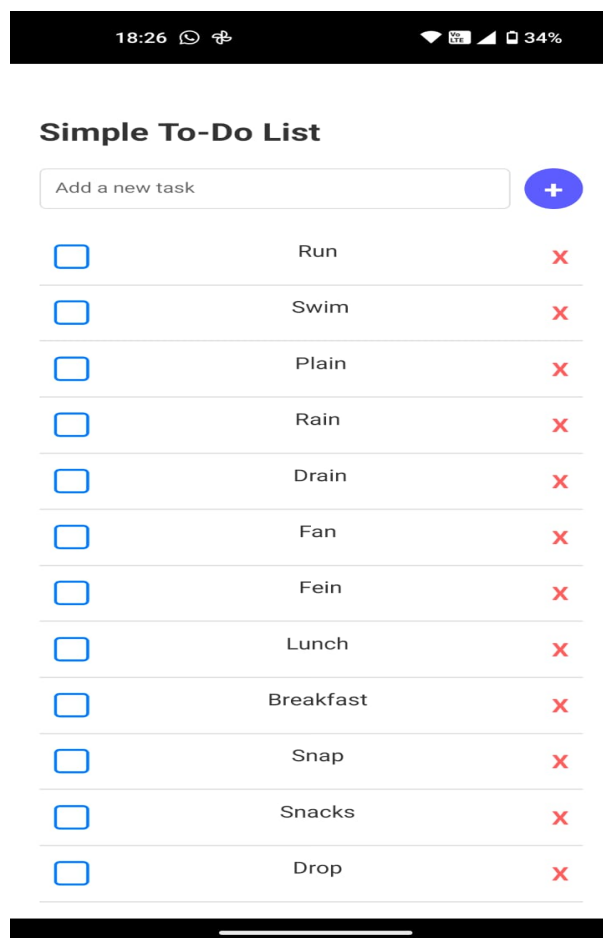 18:26 VoLTE 34%
Simple To-Do List
Add a new task +
Run X
Swim X
Plain X
Rain X
Drain X
Fan X
Fein X
Lunch X
Breakfast X
Snap X
Snacks X
Drop X